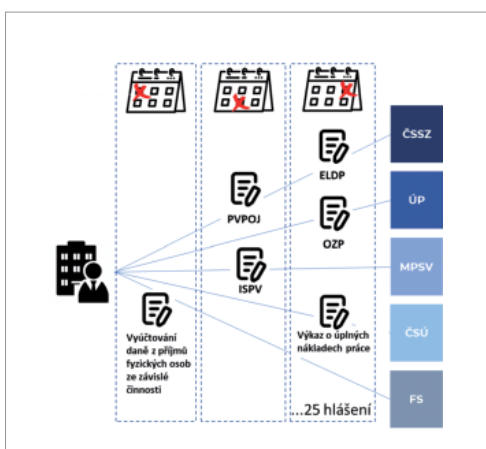 ČSSZ
ELDP
PVPOJ
ÚP
OZP
ISPV
MPSV
Vyúčtování
daně z příjmů
fyzických osob
ze závislé
činnosti
Výkaz o úplných
nákladech práce
ČSÚ
FS
...25 hlášení